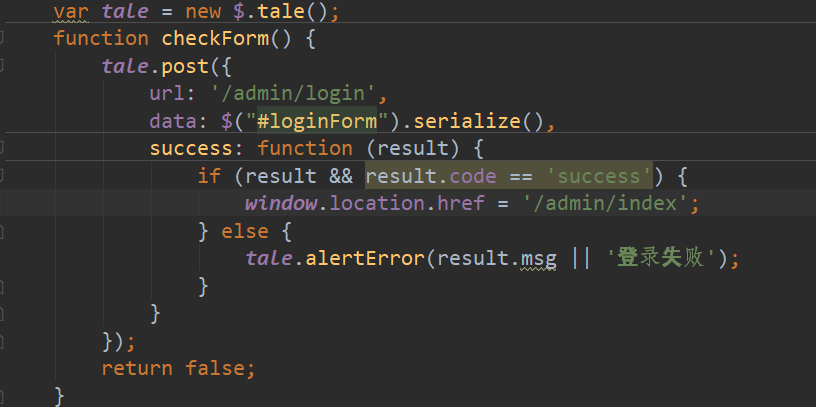 var tale = new $.tale();
function checkForm() {
    tale.post({
        url: '/admin/login',
        data: $("#loginForm").serialize(),
        success: function (result) {
            if (result && result.code == 'success') {
                window.location.href = '/admin/index';
            } else {
                tale.alertError(result.msg || '登录失败');
            }
        }
    });
    return false;
}